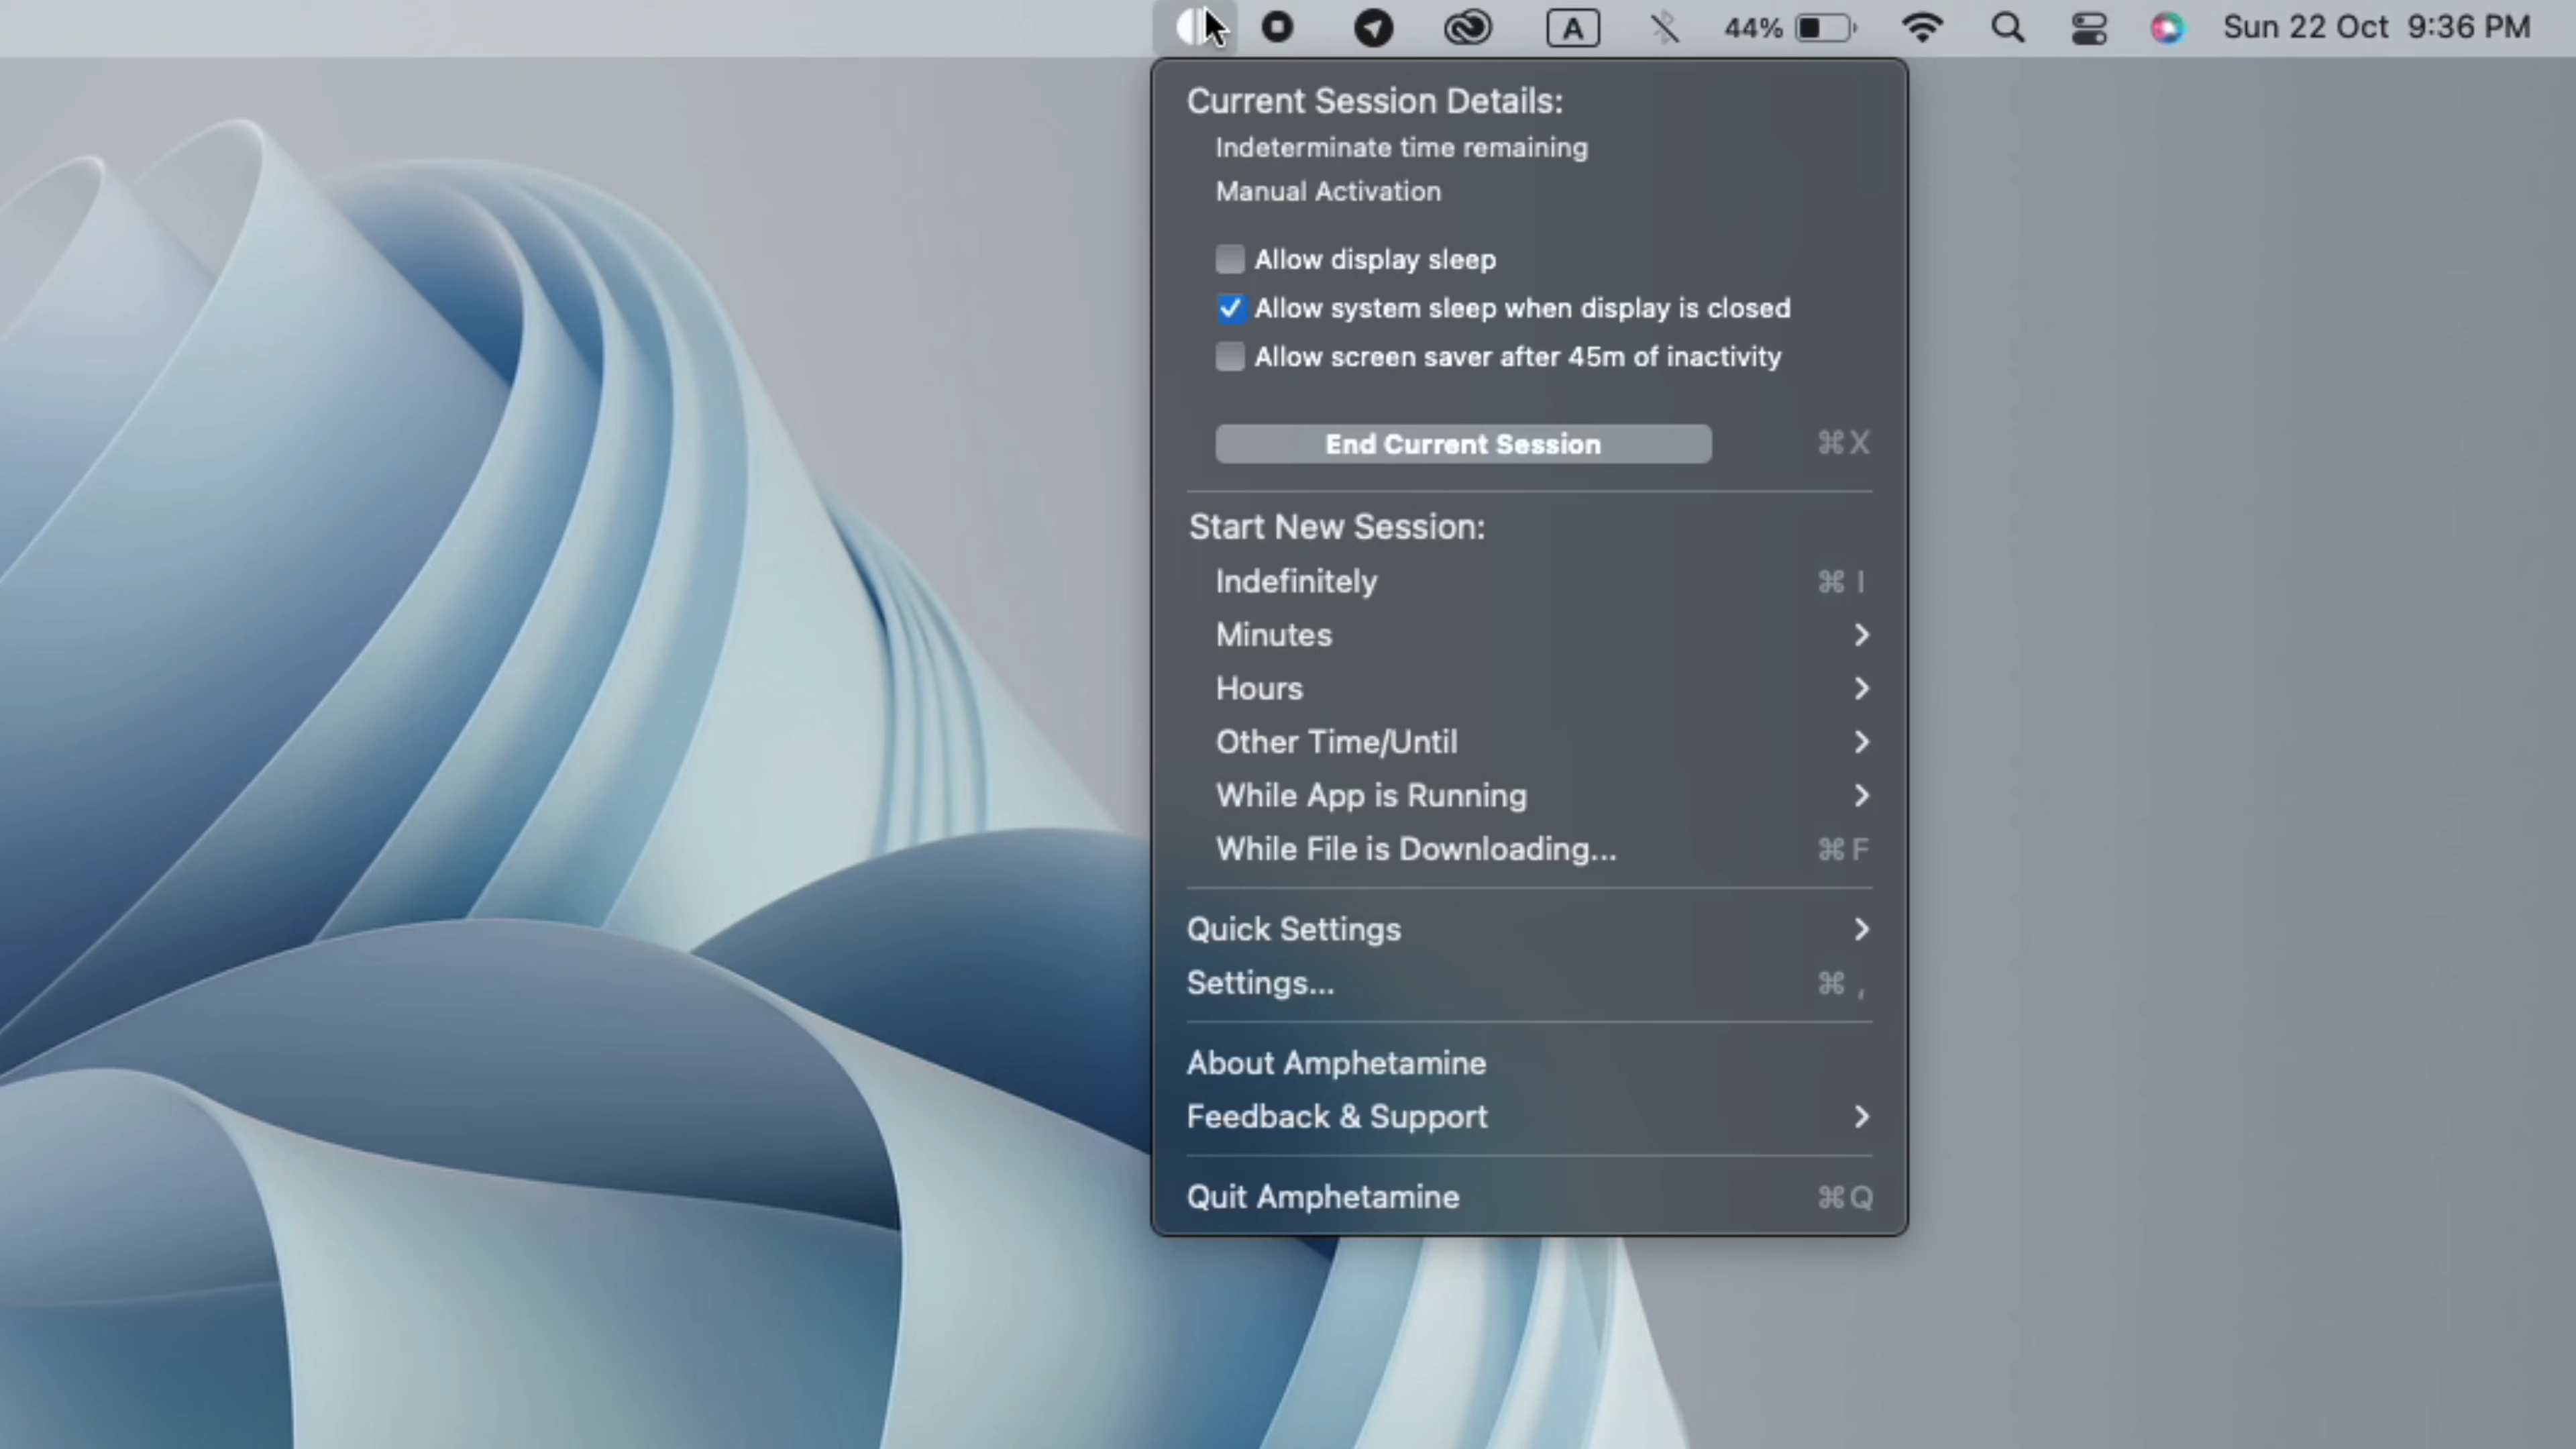 A 44% Sun 22 Oct 9:36 PM
Current Session Details:
Indeterminate time remaining
Manual Activation
Allow display sleep
Allow system sleep when display is closed
Allow screen saver after 45m of inactivity
End Current Session ⌘X
Start New Session:
Indefinitely ⌘ I
Minutes
Hours
Other Time/Until
While App is Running
While File is Downloading... ⌘ F
Quick Settings
Settings... ⌘ ,
About Amphetamine
Feedback & Support
Quit Amphetamine ⌘Q